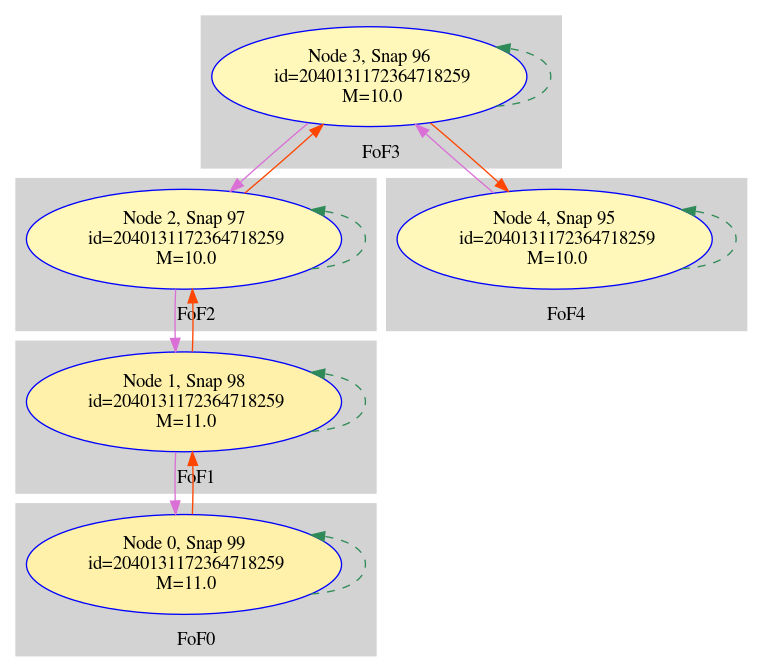 Node 3, Snap 96
id=2040131172364718259
M=10.0
FoF3
Node 2, Snap 97
id=2040131172364718259
M=10.0
FoF2
Node 4, Snap 95
id=2040131172364718259
M=10.0
FoF4
Node 1, Snap 98
id=2040131172364718259
M=11.0
FoF1
Node 0, Snap 99
id=2040131172364718259
M=11.0
FoF0